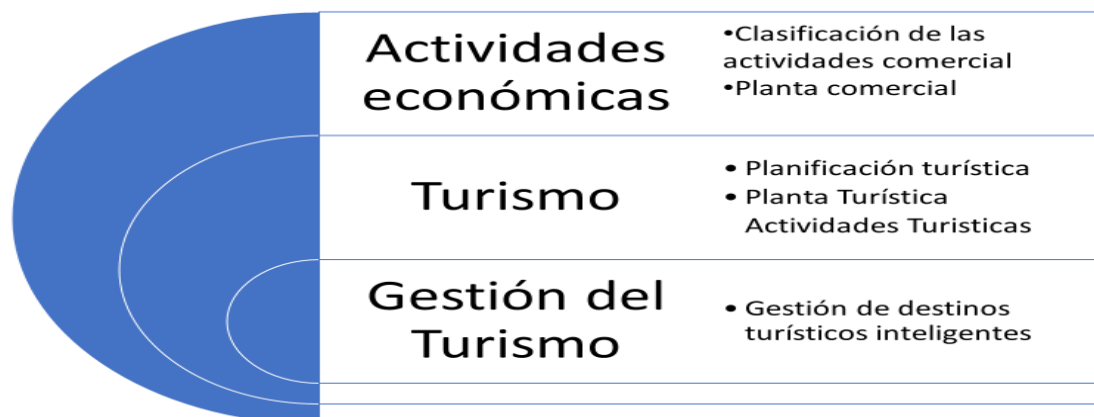 Actividades
económicas
•Clasificación de las
actividades comercial
•Planta comercial
Turismo
• Planificación turística
• Planta Turística
Actividades Turisticas
Gestión del
Turismo
• Gestión de destinos
turísticos inteligentes